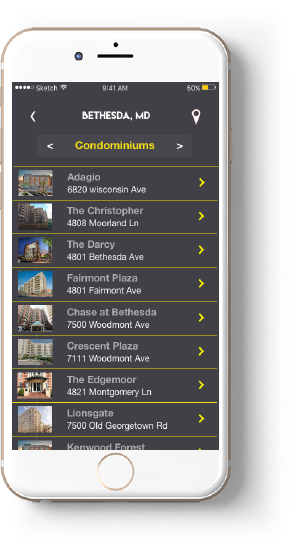 Sketch 9:41 AM 60%
< BETHESDA, MD
< Condominiums >
Adagio
6820 wisconsin Ave
The Christopher
4808 Moorland Ln
The Darcy
4801 Bethesda Ave
Fairmont Plaza
4801 Fairmont Ave
Chase at Bethesda
7500 Woodmont Ave
Crescent Plaza
7111 Woodmont Ave
The Edgemoor
4821 Montgomery Ln
Lionsgate
7500 Old Georgetown Rd
Kenwood Forest